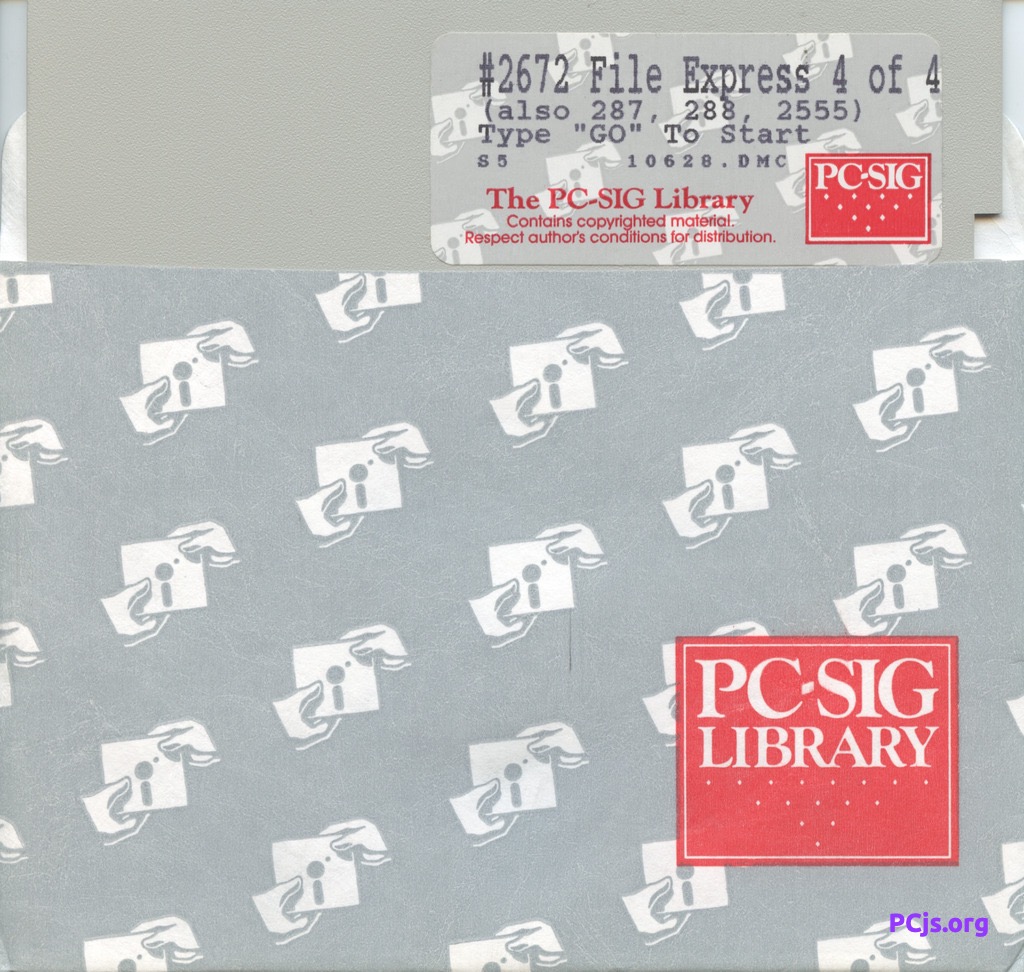 #2672 File Express 4 of 4
(also 287, 288, 2555)
Type "GO" To Start
S5 10628.DMC
PC-SIG
The PC-SIG Library
Contains copyrighted material.
Respect author's conditions for distribution.
PC-SIG
LIBRARY
PCjs.org